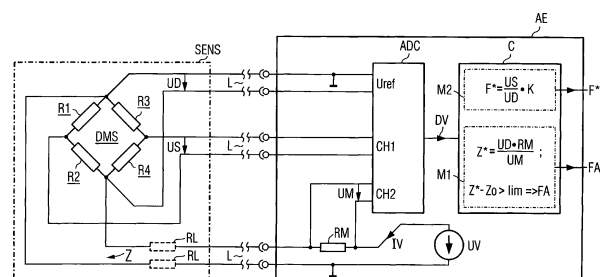 AE
SENS
ADC
C
R1
R3
UD
L
Uref
M2
F*= US/UD • K
F*
DMS
DV
R2
R4
US
L
CH1
Z*= UD•RM/UM ;
UM
CH2
M1
Z*-Zo > lim =>FA
FA
RL
RM
IV
UV
Z
RL
L